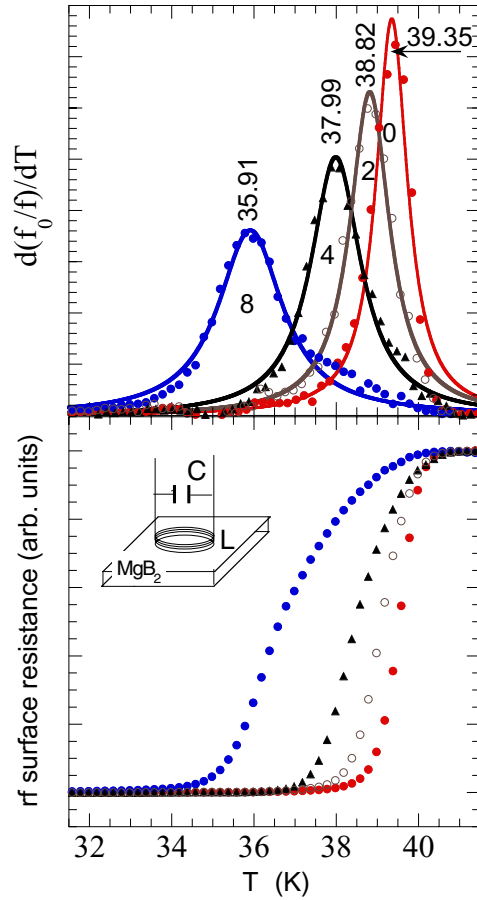 39.35
38.82
37.99
35.91
0
2
4
8
d(f0/f)/dT
C
L
MgB2
rf surface resistance (arb. units)
32 34 36 38 40
T (K)